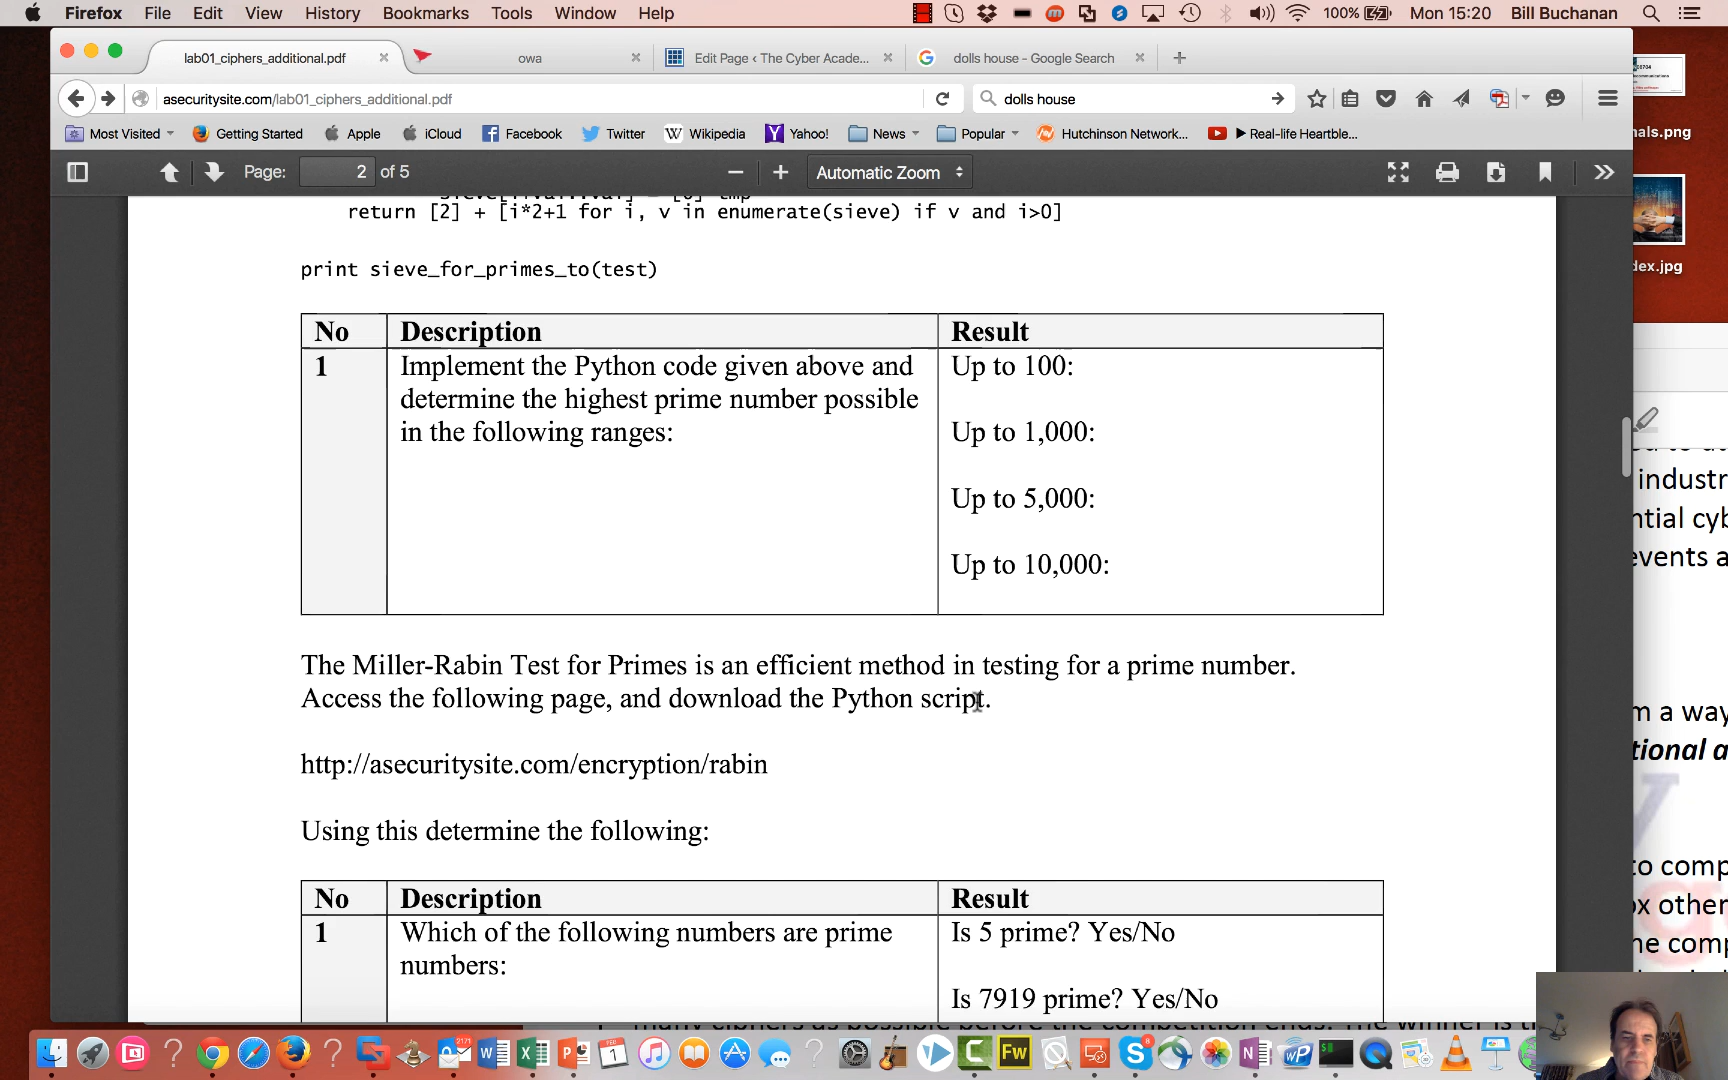 Firefox File Edit View History Bookmarks Tools Window Help 100% Mon 15:20 Bill Buchanan
lab01_ciphers_additional.pdf owa Edit Page ‹ The Cyber Acade... dolls house - Google Search
asecuritysite.com/lab01_ciphers_additional.pdf dolls house
Most Visited Getting Started Apple iCloud Facebook Twitter Wikipedia Yahoo! News Popular Hutchinson Network... ▶ Real-life Heartble...
Page: 2 of 5 Automatic Zoom
return [2] + [i*2+1 for i, v in enumerate(sieve) if v and i>0]
print sieve_for_primes_to(test)
No Description Result
1 Implement the Python code given above and
determine the highest prime number possible
in the following ranges:
Up to 100:
Up to 1,000:
Up to 5,000:
Up to 10,000:
The Miller-Rabin Test for Primes is an efficient method in testing for a prime number.
Access the following page, and download the Python script.
http://asecuritysite.com/encryption/rabin
Using this determine the following:
No Description Result
1 Which of the following numbers are prime
numbers:
Is 5 prime? Yes/No
Is 7919 prime? Yes/No
nals.png
dex.jpg
industr
ntial cyb
events a
m a way
tional a
to comp
ox other
he comp